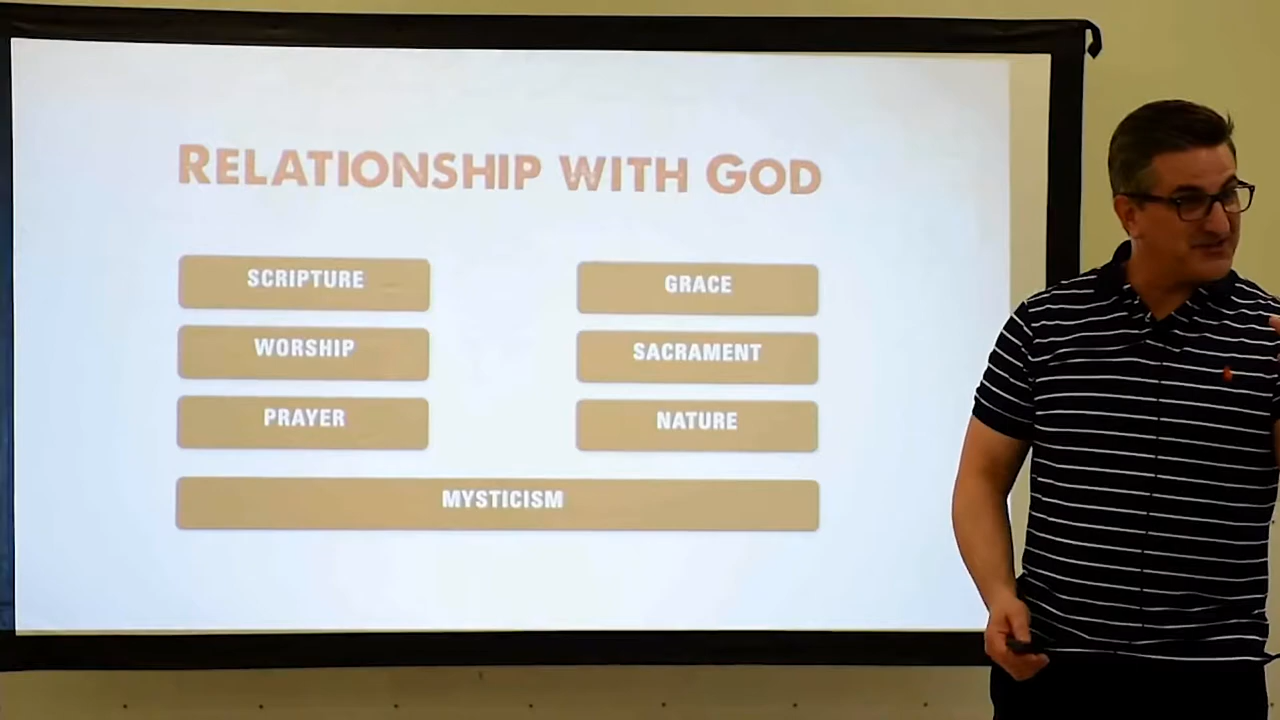 RELATIONSHIP WITH GOD
SCRIPTURE
GRACE
WORSHIP
SACRAMENT
PRAYER
NATURE
MYSTICISM